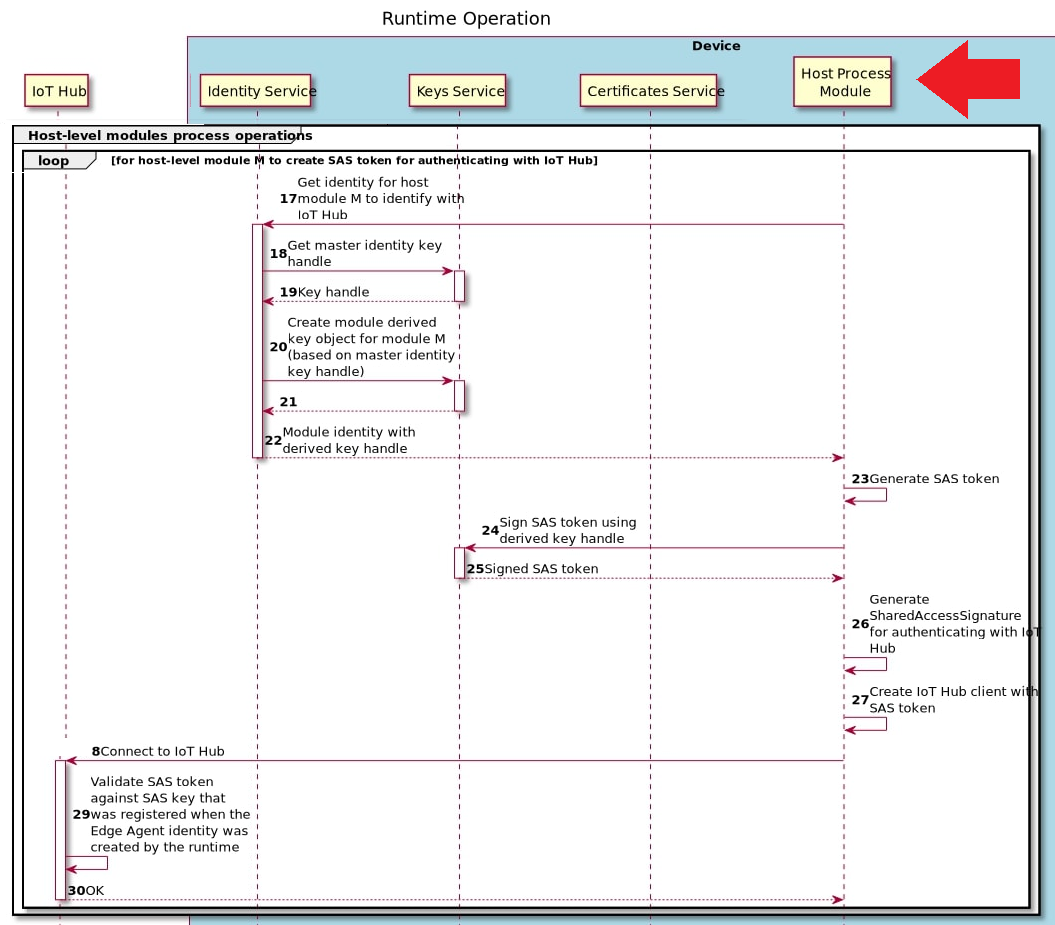 Runtime Operation
Device
IoT Hub
Identity Service
Keys Service
Certificates Service
Host Process
Module
Host-level modules process operations
loop
[for host-level module M to create SAS token for authenticating with IoT Hub]
Get identity for host
17 module M to identify with
IoT Hub
18 Get master identity key
handle
19 Key handle
Create module derived
key object for module M
20 (based on master identity
key handle)
21
22 Module identity with
derived key handle
23 Generate SAS token
24 Sign SAS token using
derived key handle
25 Signed SAS token
Generate
SharedAccessSignature
26 for authenticating with IoT
Hub
27 Create IoT Hub client with
SAS token
8 Connect to IoT Hub
Validate SAS token
against SAS key that
29 was registered when the
Edge Agent identity was
created by the runtime
30 OK